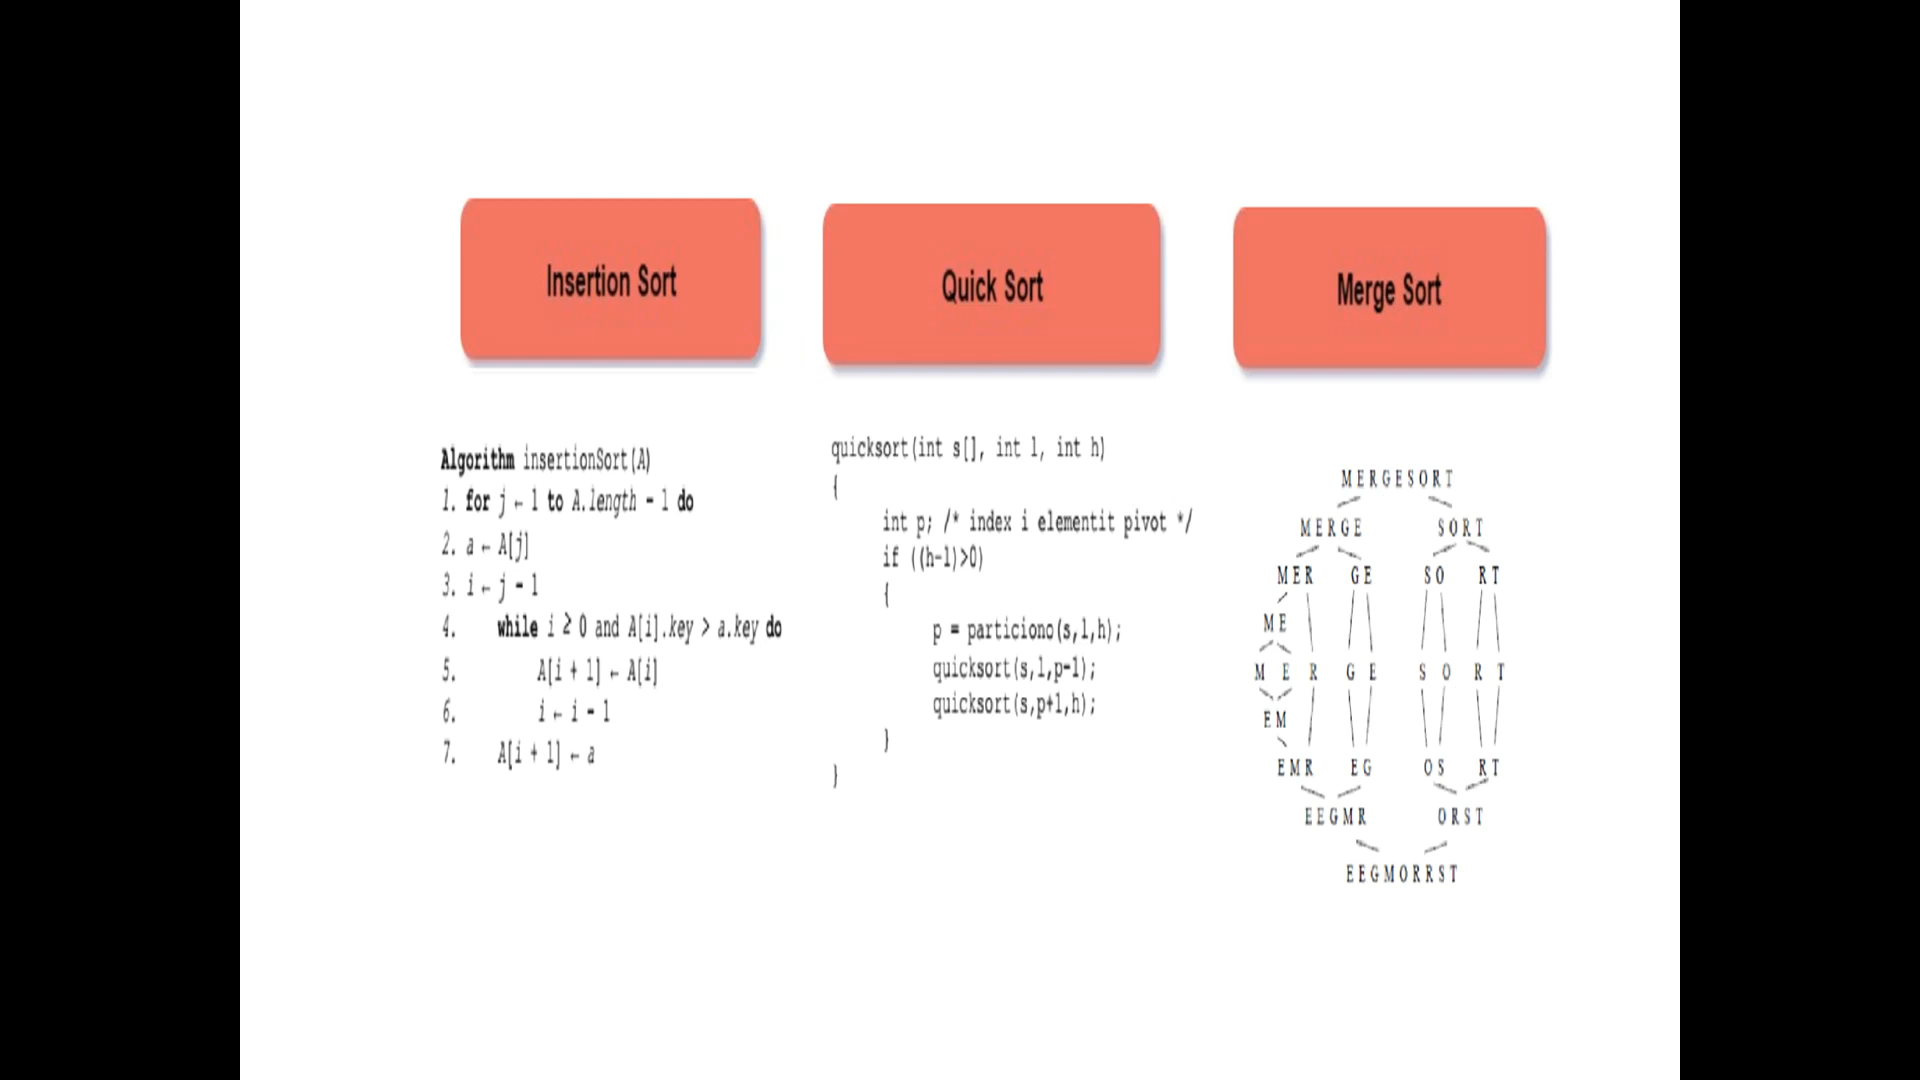 Insertion Sort
Algorithm insertionSort(A)
1. for j ← 1 to A.length - 1 do
2. a ← A[j]
3. i ← j - 1
4. while i ≥ 0 and A[i].key > a.key do
5. A[i + 1] ← A[i]
6. i ← i - 1
7. A[i + 1] ← a
Quick Sort
quicksort(int s[], int l, int h)
{
int p; /* index i elementit pivot */
if ((h-l)>0)
{
p = particiono(s,l,h);
quicksort(s,l,p-1);
quicksort(s,p+1,h);
}
}
Merge Sort
MERGESORT
MERGE SORT
MER GE SO RT
ME
M E R G E S O R T
EM
EMR EG OS RT
EEGMR ORST
EEGMORRST